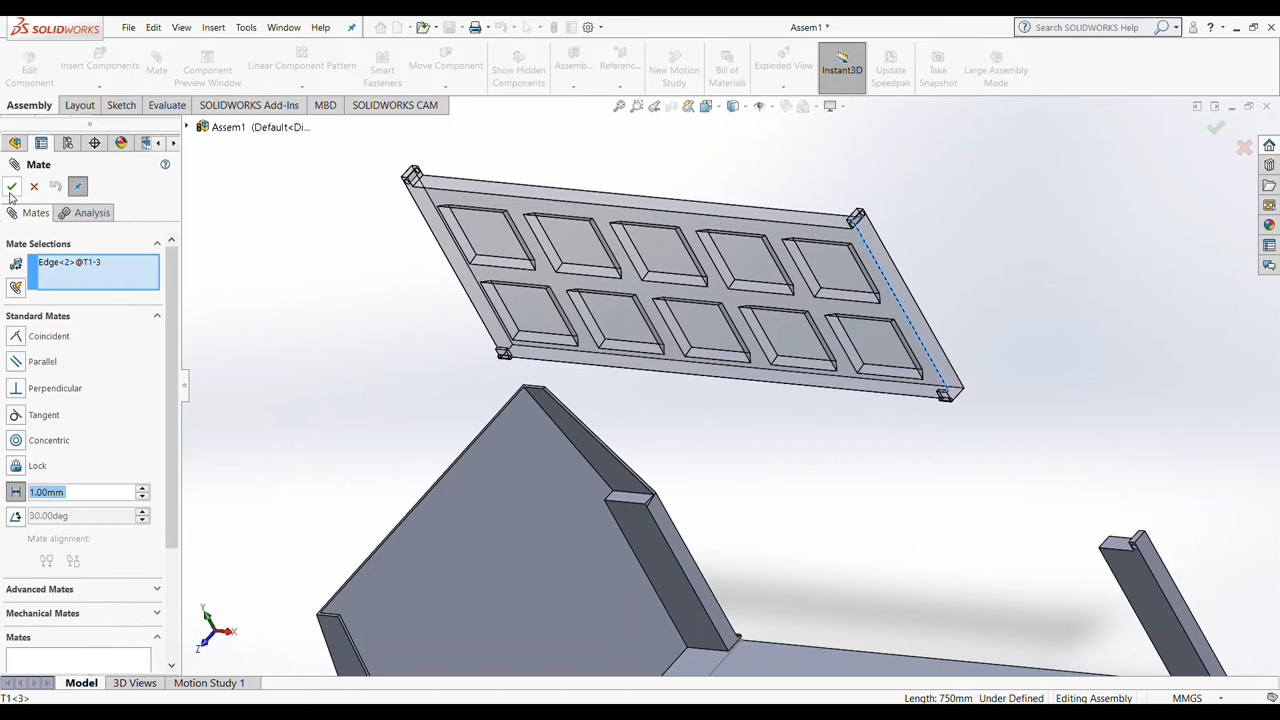 SOLIDWORKS File Edit View Insert Tools Window Help Assem1 * Search SOLIDWORKS Help
Edit Component
Insert Components
Mate
Component Preview Window
Linear Component Pattern
Smart Fasteners
Move Component
Show Hidden Components
Assemb...
Referenc...
New Motion Study
Bill of Materials
Exploded View
Instant3D
Update Speedpak
Take Snapshot
Large Assembly Mode
Assembly Layout Sketch Evaluate SOLIDWORKS Add-Ins MBD SOLIDWORKS CAM
Assem1 (Default<Di...
Mate
Mates Analysis
Mate Selections
Edge<2>@T1-3
Standard Mates
Coincident
Parallel
Perpendicular
Tangent
Concentric
Lock
1.00mm
30.00deg
Mate alignment:
Advanced Mates
Mechanical Mates
Mates
Y
X
Z
Model 3D Views Motion Study 1
T1<3> Length: 750mm Under Defined Editing Assembly MMGS